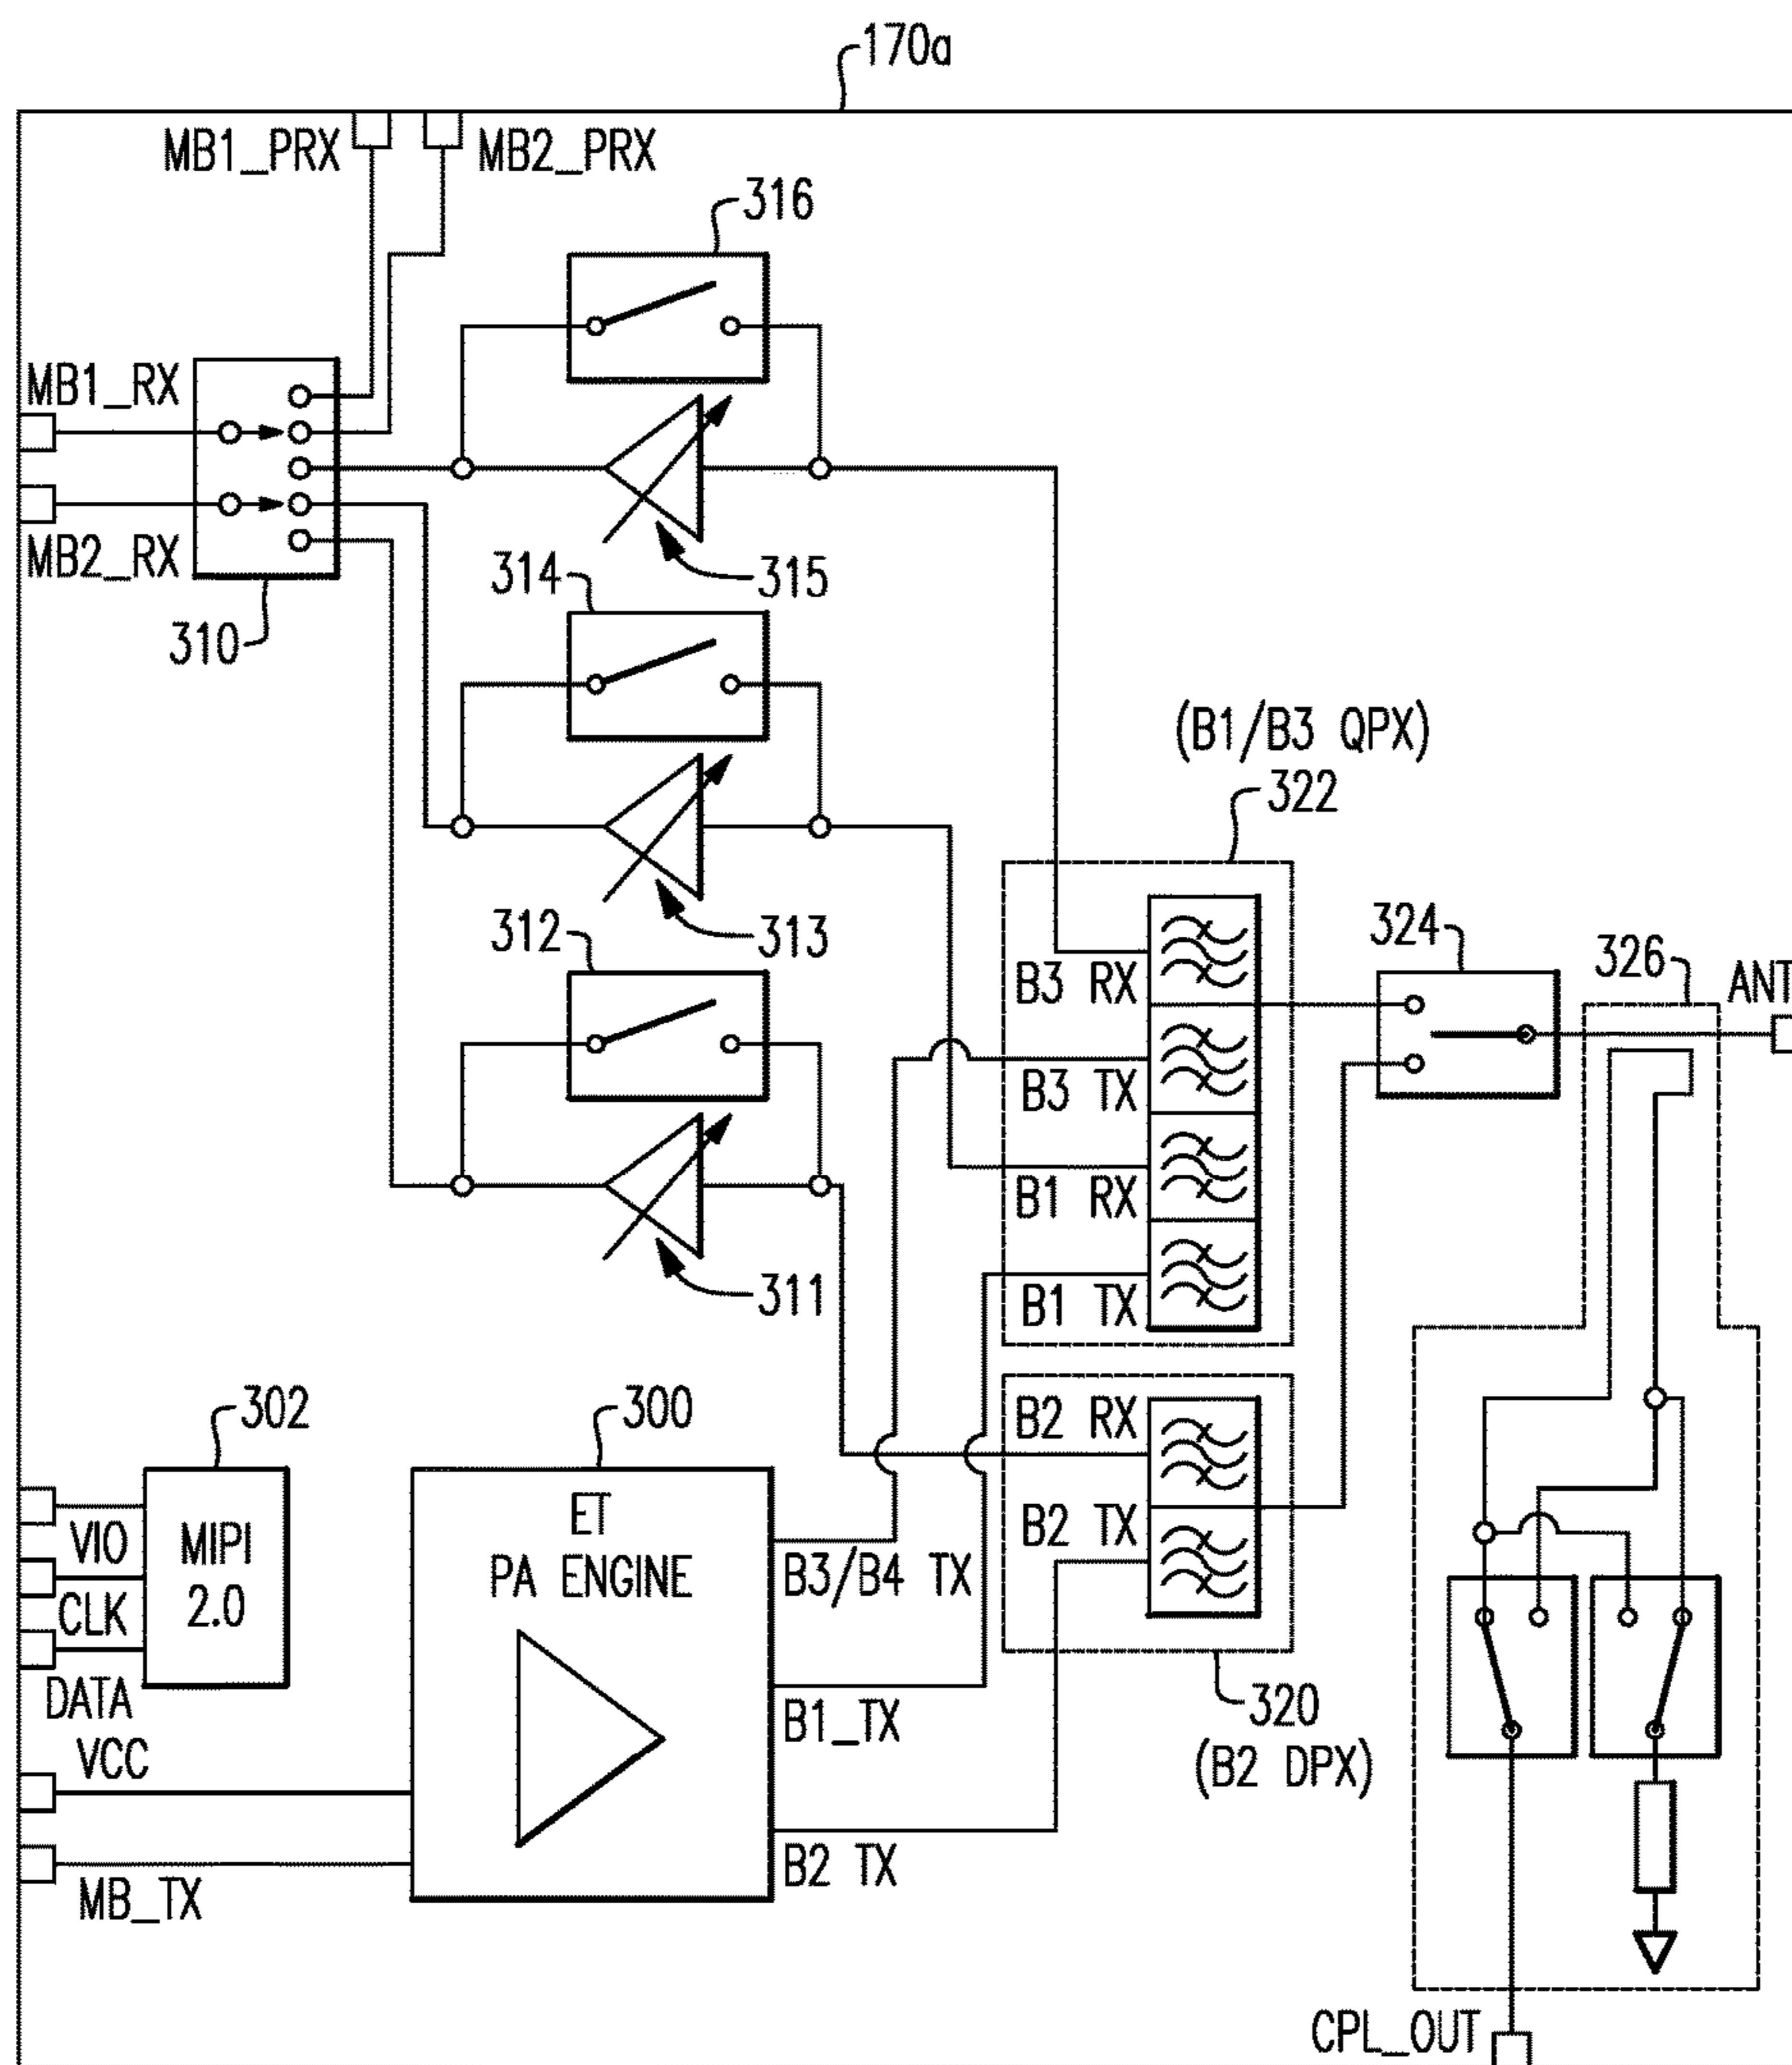 170a
MB1_PRX
MB2_PRX
316
MB1_RX
MB2_RX
310
315
314
313
312
311
(B1/B3 QPX)
322
B3 RX
B3 TX
B1 RX
B1 TX
324
326
ANT
302
300
VIO
CLK
DATA
MIPI
2.0
ET
PA ENGINE
B3/B4 TX
B1_TX
B2 TX
B2 RX
B2 TX
320
(B2 DPX)
VCC
MB_TX
CPL_OUT